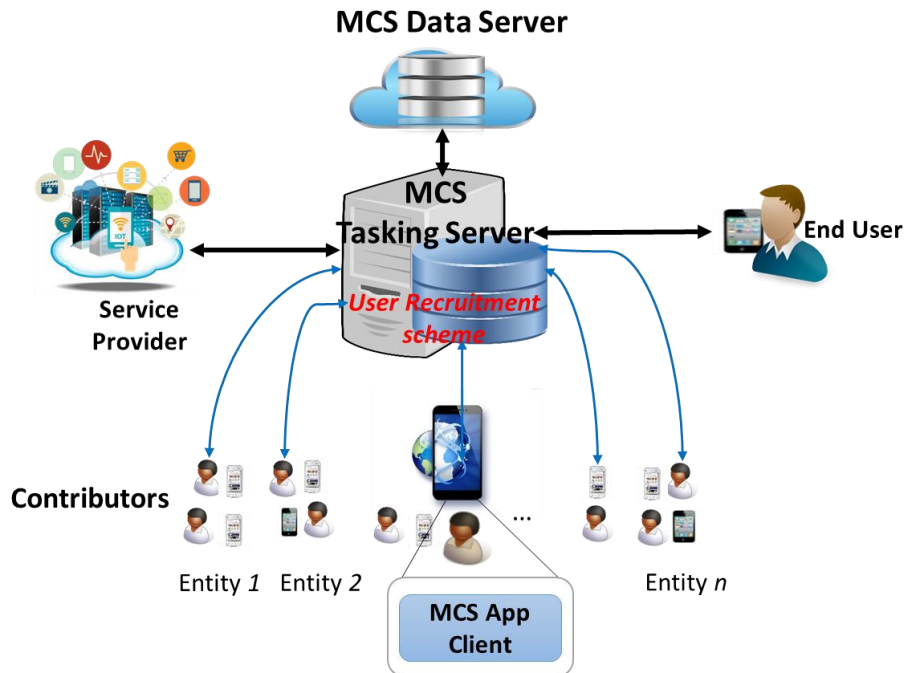 MCS Data Server
MCS
Tasking Server
IOT
End User
User Recruitment
scheme
Service
Provider
Contributors
...
Entity 1
Entity 2
Entity n
MCS App
Client